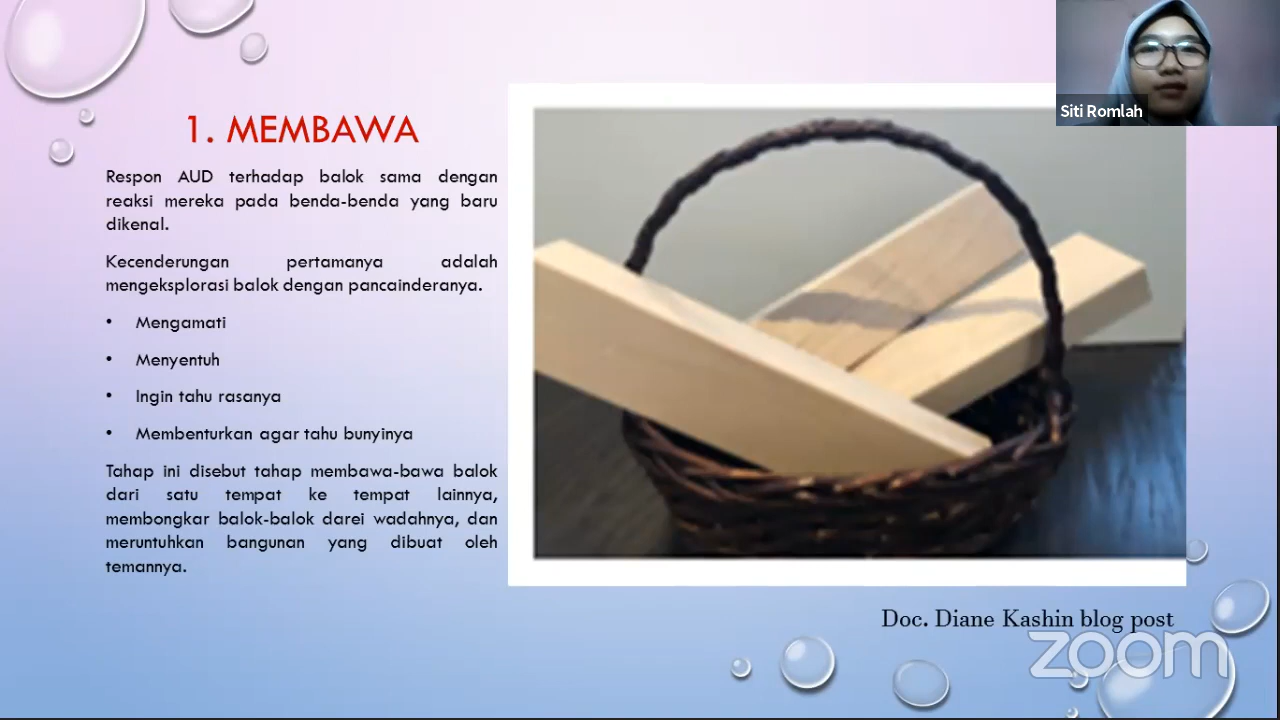 1. MEMBAWA
Respon AUD terhadap balok sama dengan
reaksi mereka pada benda-benda yang baru
dikenal.
Kecenderungan pertamanya adalah
mengeksplorasi balok dengan pancainderanya.
• Mengamati
• Menyentuh
• Ingin tahu rasanya
• Membenturkan agar tahu bunyinya
Tahap ini disebut tahap membawa-bawa balok
dari satu tempat ke tempat lainnya,
membongkar balok-balok darei wadahnya, dan
meruntuhkan bangunan yang dibuat oleh
temannya.
Siti Romlah
Doc. Diane Kashin blog post
zoom